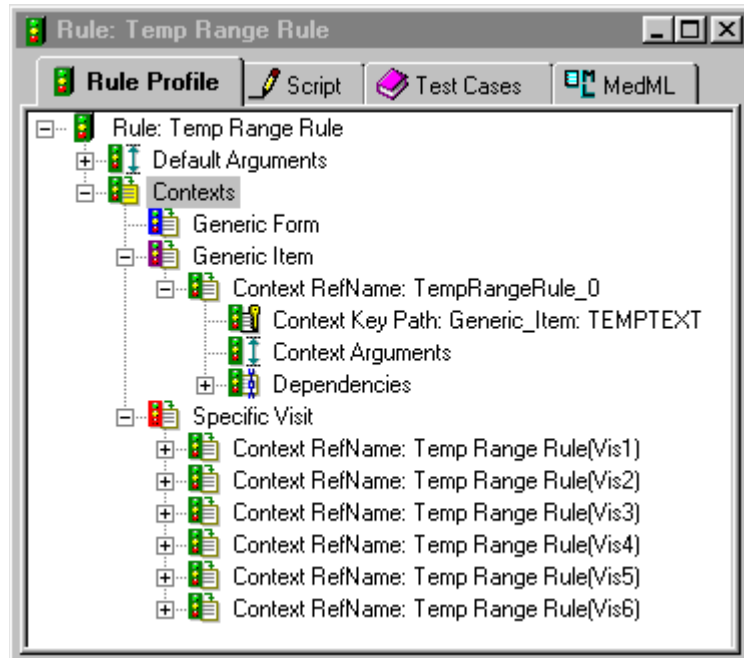 Rule: Temp Range Rule
Rule Profile Script Test Cases MedML
Rule: Temp Range Rule
Default Arguments
Contexts
Generic Form
Generic Item
Context RefName: TempRangeRule_0
Context Key Path: Generic_Item: TEMPTEXT
Context Arguments
Dependencies
Specific Visit
Context RefName: Temp Range Rule(Vis1)
Context RefName: Temp Range Rule(Vis2)
Context RefName: Temp Range Rule(Vis3)
Context RefName: Temp Range Rule(Vis4)
Context RefName: Temp Range Rule(Vis5)
Context RefName: Temp Range Rule(Vis6)